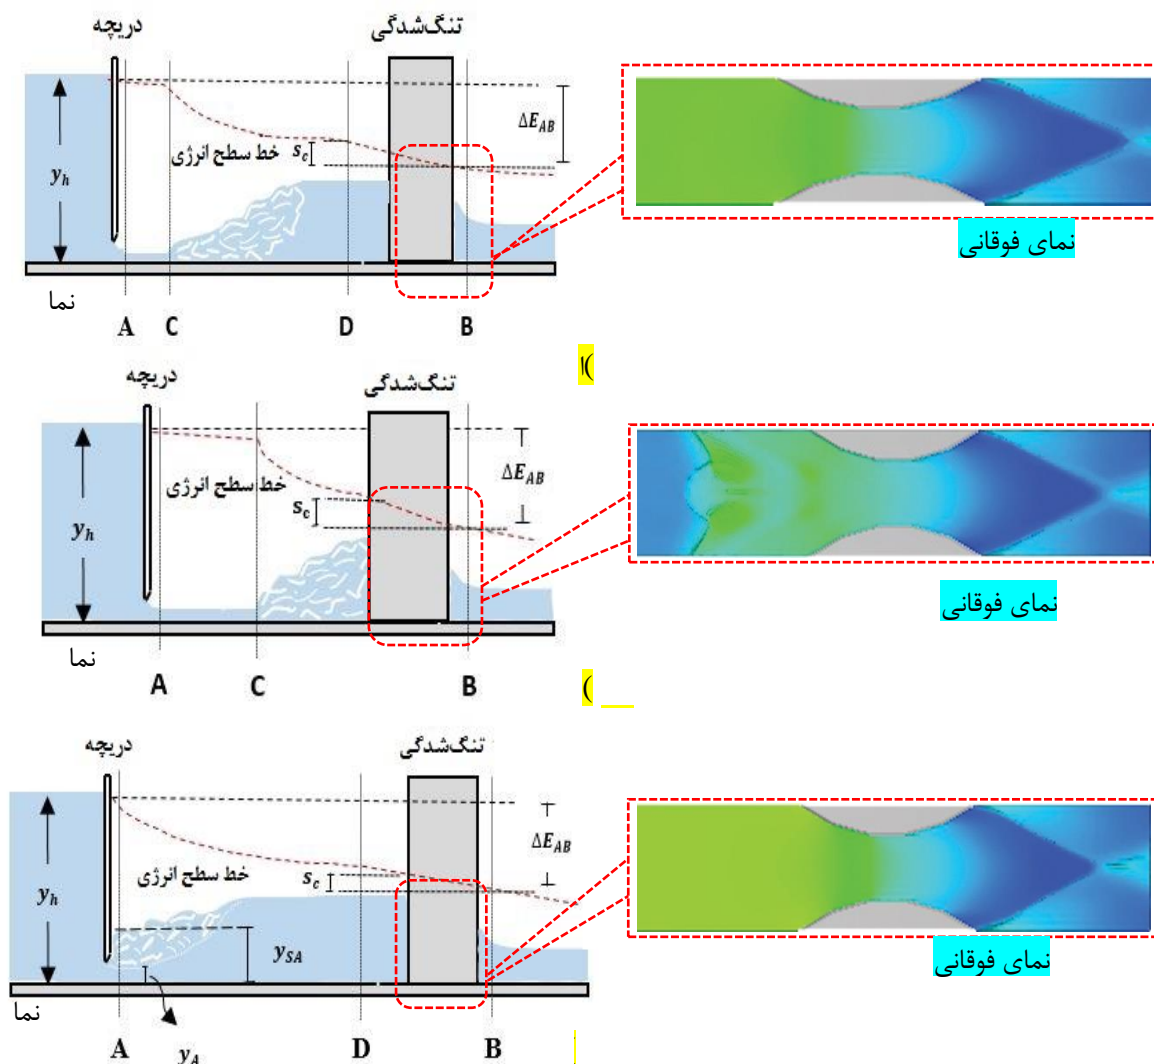 دریچه
تنگ‌شدگی
ΔE_AB
s_c
خط سطح انرژی
y_h
نمای فوقانی
نما
A C D B
ا)
دریچه
تنگ‌شدگی
ΔE_AB
خط سطح انرژی
s_c
y_h
نمای فوقانی
نما
A C B
)
دریچه
تنگ‌شدگی
ΔE_AB
خط سطح انرژی
s_c
y_h
y_SA
نمای فوقانی
نما
A D B
y_A